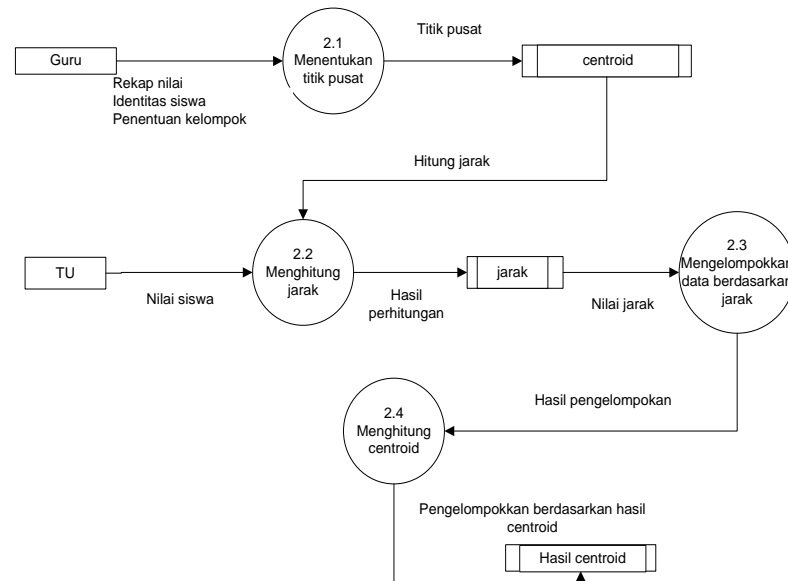 Titik pusat
2.1
Menentukan
titik pusat
Guru
centroid
Rekap nilai
Identitas siswa
Penentuan kelompok
Hitung jarak
2.2
Menghitung
jarak
TU
Nilai siswa
Hasil
perhitungan
jarak
Nilai jarak
2.3
Mengelompokkan
data berdasarkan
jarak
Hasil pengelompokan
2.4
Menghitung
centroid
Pengelompokkan berdasarkan hasil
centroid
Hasil centroid